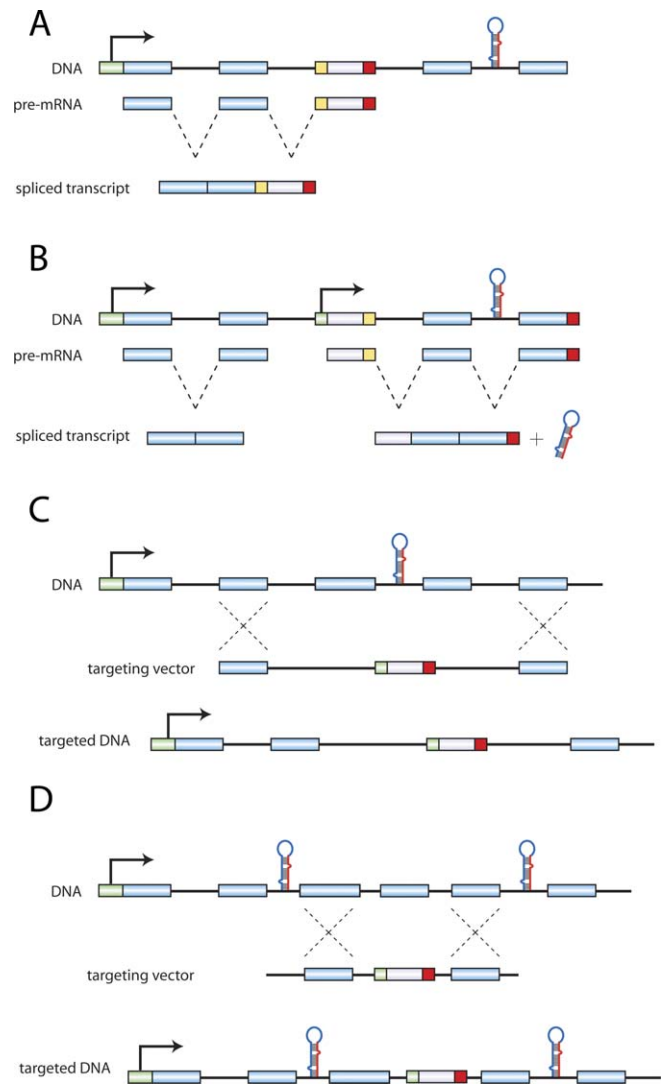 A
DNA
pre-mRNA
spliced transcript
B
DNA
pre-mRNA
spliced transcript
+
C
DNA
targeting vector
targeted DNA
D
DNA
targeting vector
targeted DNA